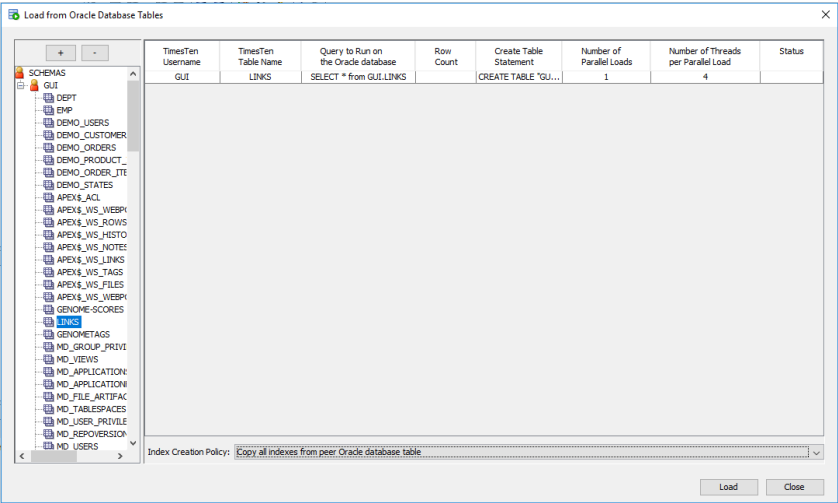 Load from Oracle Database Tables
+
-
SCHEMAS
GUI
DEPT
EMP
DEMO_USERS
DEMO_CUSTOMER
DEMO_ORDERS
DEMO_PRODUCT_
DEMO_ORDER_ITE
DEMO_STATES
APEX$_ACL
APEX$_WS_WEBP
APEX$_WS_ROWS
APEX$_WS_HISTO
APEX$_WS_NOTES
APEX$_WS_LINKS
APEX$_WS_TAGS
APEX$_WS_FILES
APEX$_WS_WEBP
GENOME-SCORES
LINKS
GENOMETAGS
MD_GROUP_PRIVI
MD_VIEWS
MD_APPLICATION
MD_APPLICATION
MD_FILE_ARTIFAC
MD_TABLESPACES
MD_USER_PRIVILE
MD_REPOVERSION
MD_USERS
TimesTen Username
TimesTen Table Name
Query to Run on the Oracle database
Row Count
Create Table Statement
Number of Parallel Loads
Number of Threads per Parallel Load
Status
GUI
LINKS
SELECT * from GUI.LINKS
CREATE TABLE "GU...
1
4
Index Creation Policy: Copy all indexes from peer Oracle database table
Load
Close